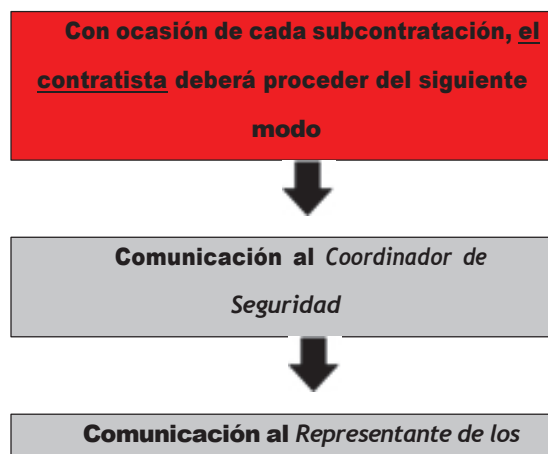 Con ocasión de cada subcontratación, el
contratista deberá proceder del siguiente
modo
Comunicación al Coordinador de
Seguridad
Comunicación al Representante de los